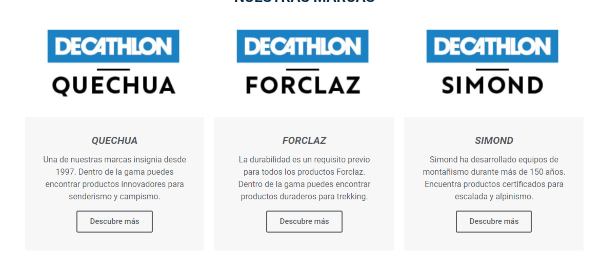 NUESTRAS MARCAS
DECATHLON
QUECHUA
DECATHLON
FORCLAZ
DECATHLON
SIMOND
QUECHUA
Una de nuestras marcas insignia desde
1997. Dentro de la gama puedes
encontrar productos innovadores para
senderismo y campismo.
Descubre más
FORCLAZ
La durabilidad es un requisito previo
para todos los productos Forclaz.
Dentro de la gama puedes encontrar
productos duraderos para trekking.
Descubre más
SIMOND
Simond ha desarrollado equipos de
montañismo durante más de 150 años.
Encuentra productos certificados para
escalada y alpinismo.
Descubre más